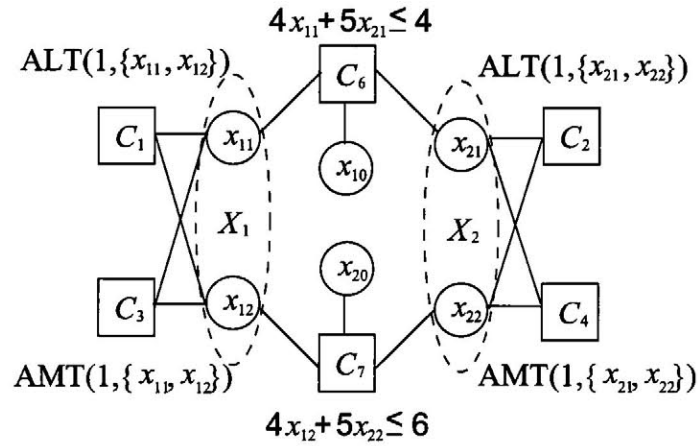 4x₁₁+5x₂₁≤4
ALT(1,{x₁₁, x₁₂})
ALT(1,{x₂₁, x₂₂})
C₆
C₁
x₁₁
x₂₁
C₂
x₁₀
X₁
X₂
x₂₀
C₃
x₁₂
x₂₂
C₄
C₇
AMT(1,{ x₁₁, x₁₂})
AMT(1,{ x₂₁, x₂₂})
4x₁₂+5x₂₂≤6